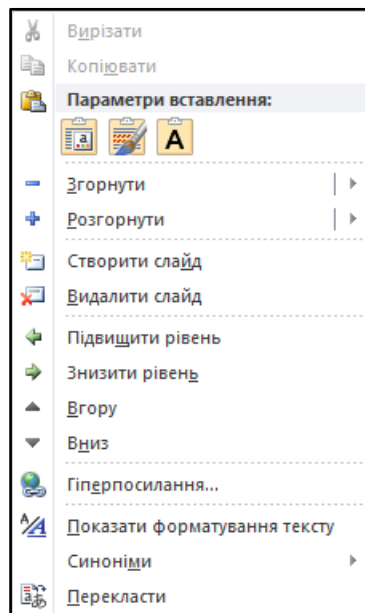 Вирізати
Копіювати
Параметри вставлення:
Згорнути
Розгорнути
Створити слайд
Видалити слайд
Підвищити рівень
Знизити рівень
Вгору
Вниз
Гіперпосилання...
Показати форматування тексту
Синоніми
Перекласти